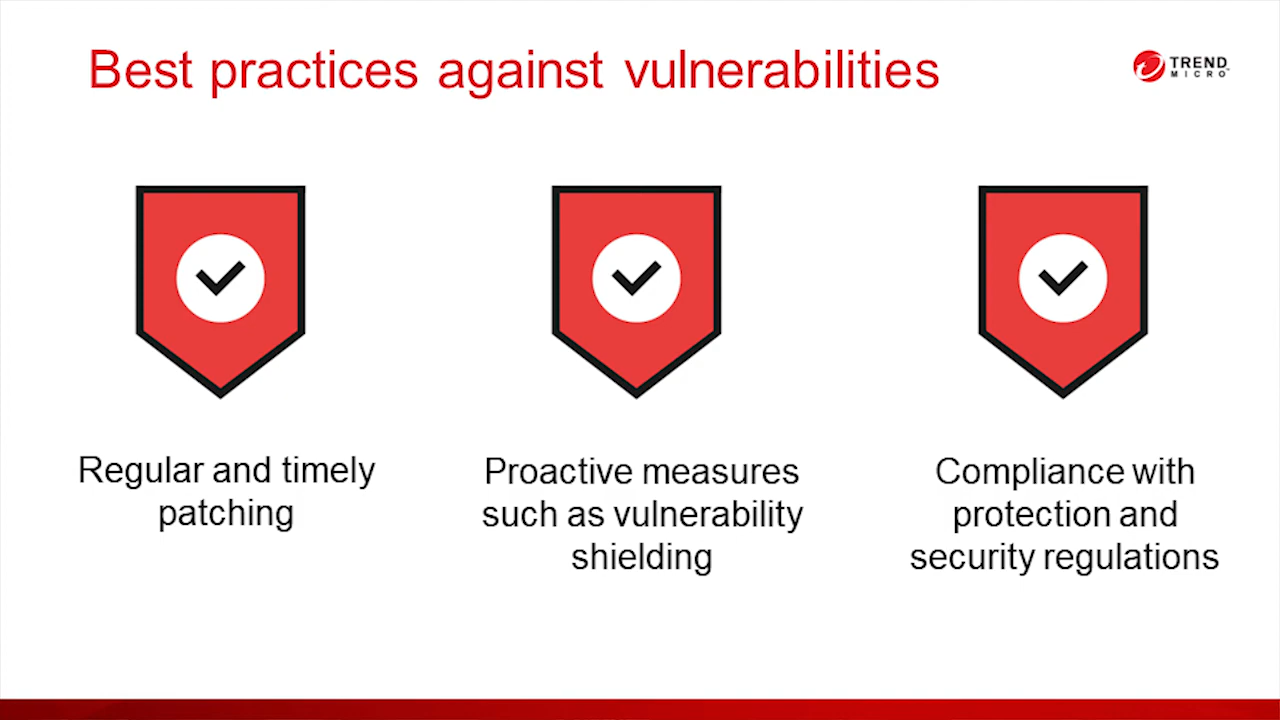 Best practices against vulnerabilities
TREND
MICRO™
Regular and timely
patching
Proactive measures
such as vulnerability
shielding
Compliance with
protection and
security regulations